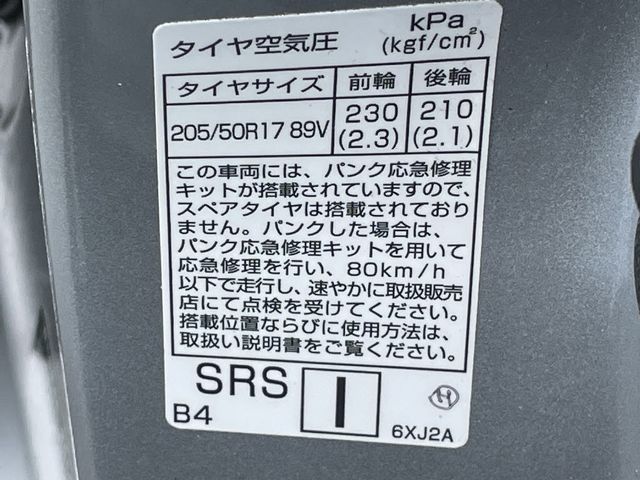 タイヤ空気圧 kPa
(kgf/cm²)
タイヤサイズ 前輪 後輪
205/50R17 89V 230 210
(2.3) (2.1)
この車両には、パンク応急修理
キットが搭載されていますので、
スペアタイヤは搭載されており
ません。パンクした場合は、
パンク応急修理キットを用いて
応急修理を行い、80km/h
以下で走行し、速やかに取扱販売
店にて点検を受けてください。
搭載位置ならびに使用方法は、
取扱い説明書をご覧ください。
SRS I
B4 H 6XJ2A